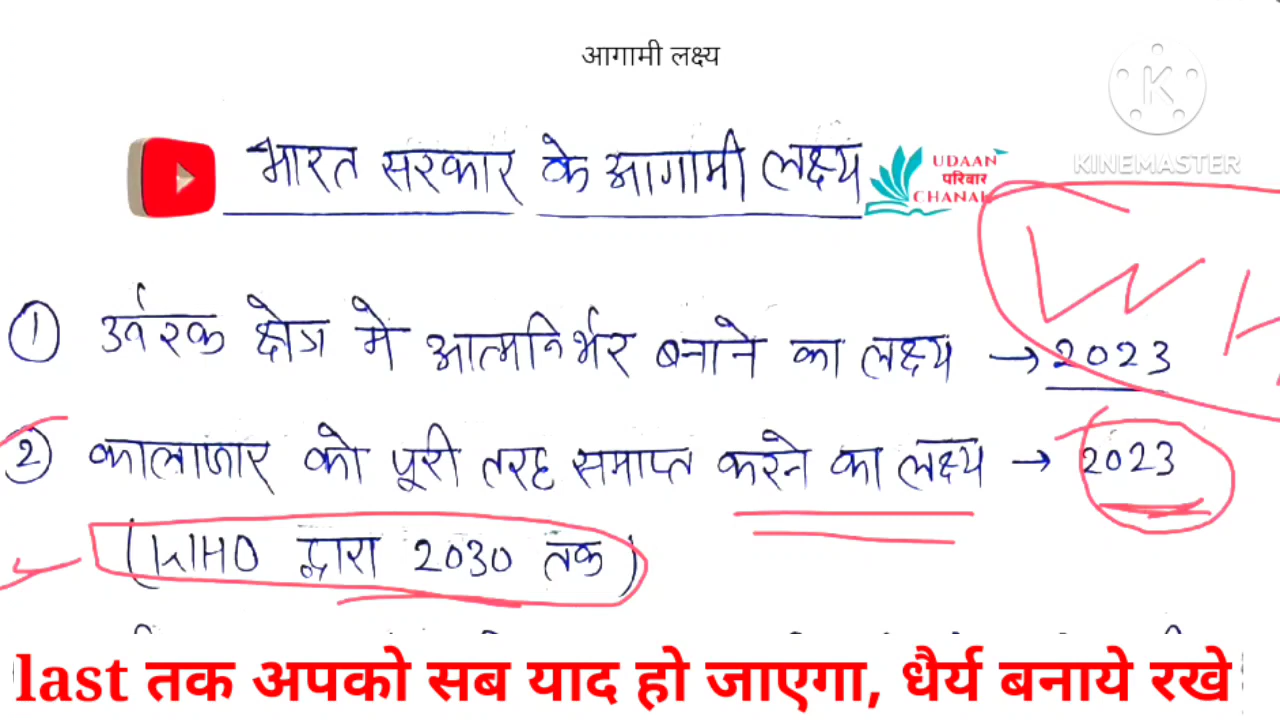 आगामी लक्ष्य
KINEMASTER
भारत सरकार के आगामी लक्ष्य
UDAAN
परिवार
CHANAL
① उर्वरक क्षेत्र मे आत्मनिर्भर बनाने का लक्ष्य → 2023
② कालाजार को पूरी तरह समाप्त करने का लक्ष्य → 2023
(WHO द्वारा 2030 तक)
last तक अपको सब याद हो जाएगा, धैर्य बनाये रखे